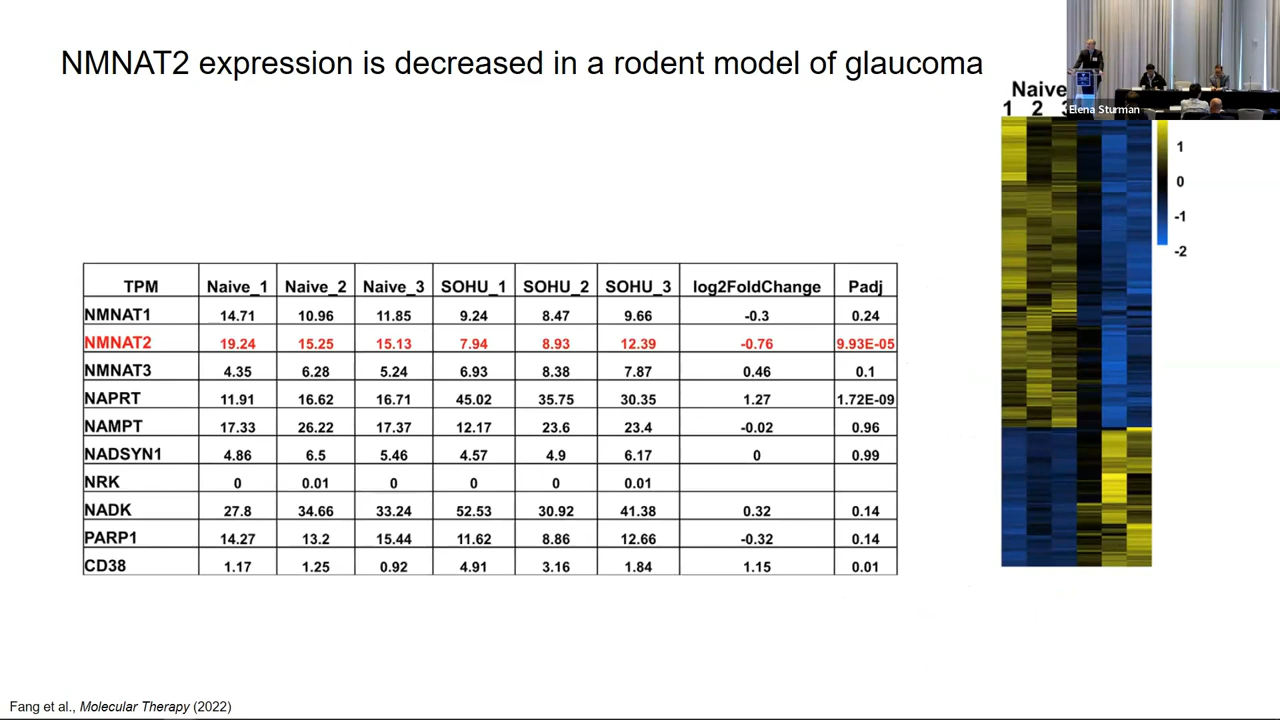 NMNAT2 expression is decreased in a rodent model of glaucoma
Naive
1 2 3
Elena Sturman
1
0
-1
-2
TPM Naive_1 Naive_2 Naive_3 SOHU_1 SOHU_2 SOHU_3 log2FoldChange Padj
NMNAT1 14.71 10.96 11.85 9.24 8.47 9.66 -0.3 0.24
NMNAT2 19.24 15.25 15.13 7.94 8.93 12.39 -0.76 9.93E-05
NMNAT3 4.35 6.28 5.24 6.93 8.38 7.87 0.46 0.1
NAPRT 11.91 16.62 16.71 45.02 35.75 30.35 1.27 1.72E-09
NAMPT 17.33 26.22 17.37 12.17 23.6 23.4 -0.02 0.96
NADSYN1 4.86 6.5 5.46 4.57 4.9 6.17 0 0.99
NRK 0 0.01 0 0 0 0.01
NADK 27.8 34.66 33.24 52.53 30.92 41.38 0.32 0.14
PARP1 14.27 13.2 15.44 11.62 8.86 12.66 -0.32 0.14
CD38 1.17 1.25 0.92 4.91 3.16 1.84 1.15 0.01
Fang et al., Molecular Therapy (2022)